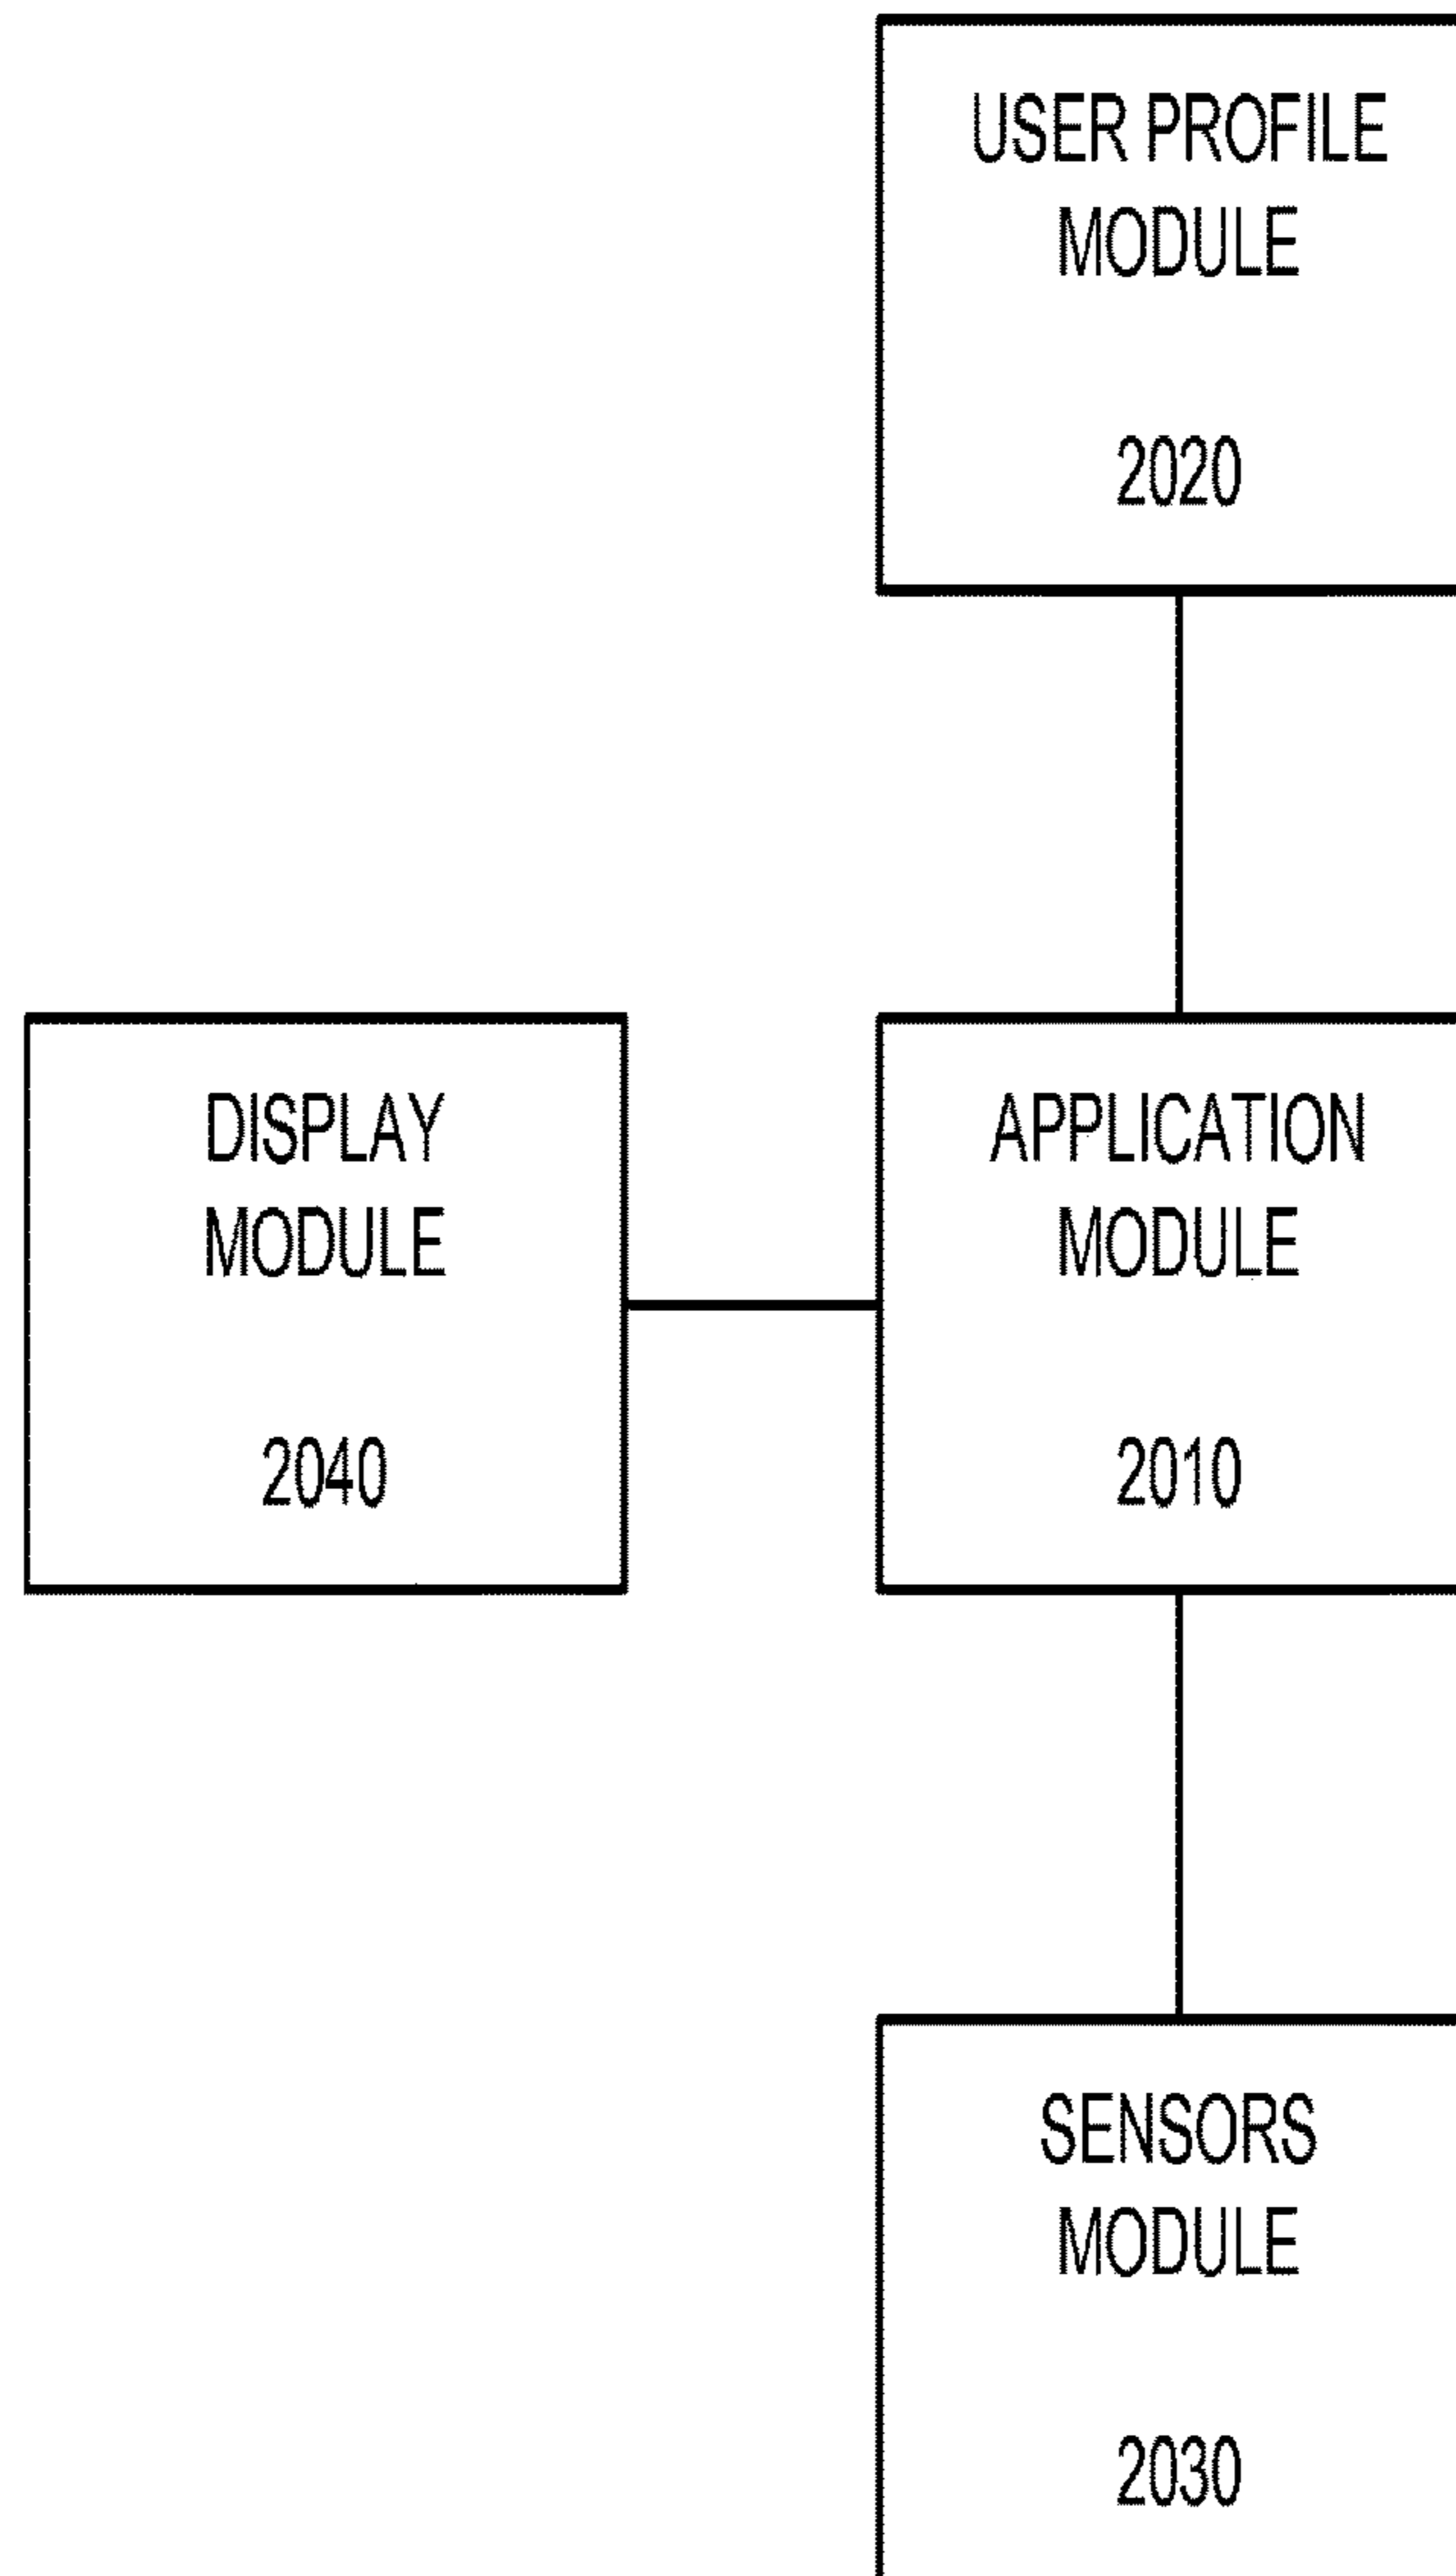 USER PROFILE
MODULE
2020
DISPLAY
MODULE
2040
APPLICATION
MODULE
2010
SENSORS
MODULE
2030